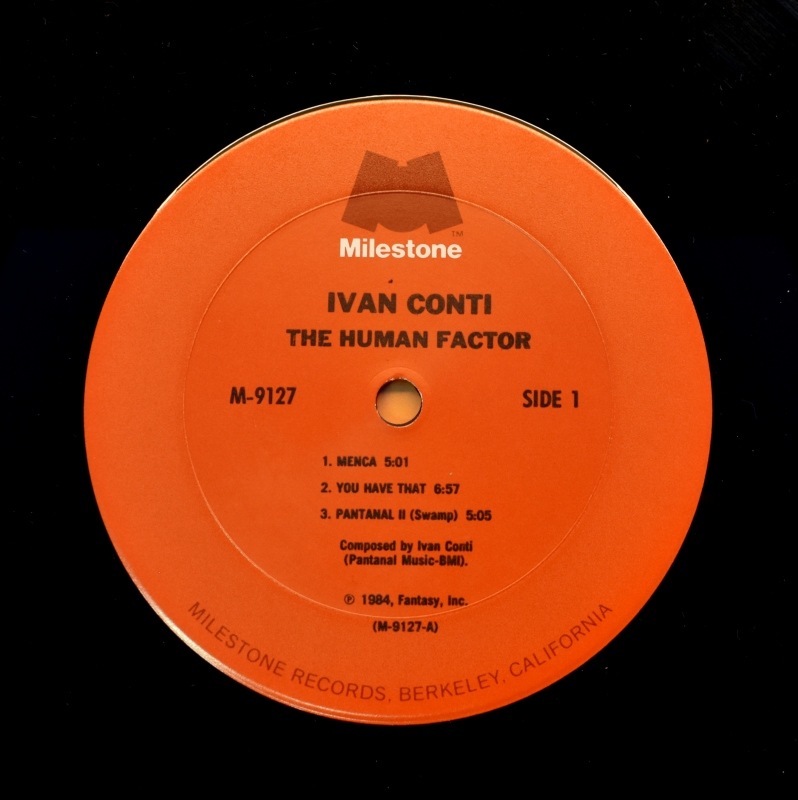 TM
Milestone
IVAN CONTI
THE HUMAN FACTOR
M-9127 SIDE 1
1. MENCA 5:01
2. YOU HAVE THAT 6:57
3. PANTANAL II (Swamp) 5:05
Composed by Ivan Conti
(Pantanal Music-BMI).
℗ 1984, Fantasy, Inc.
(M-9127-A)
MILESTONE RECORDS, BERKELEY, CALIFORNIA